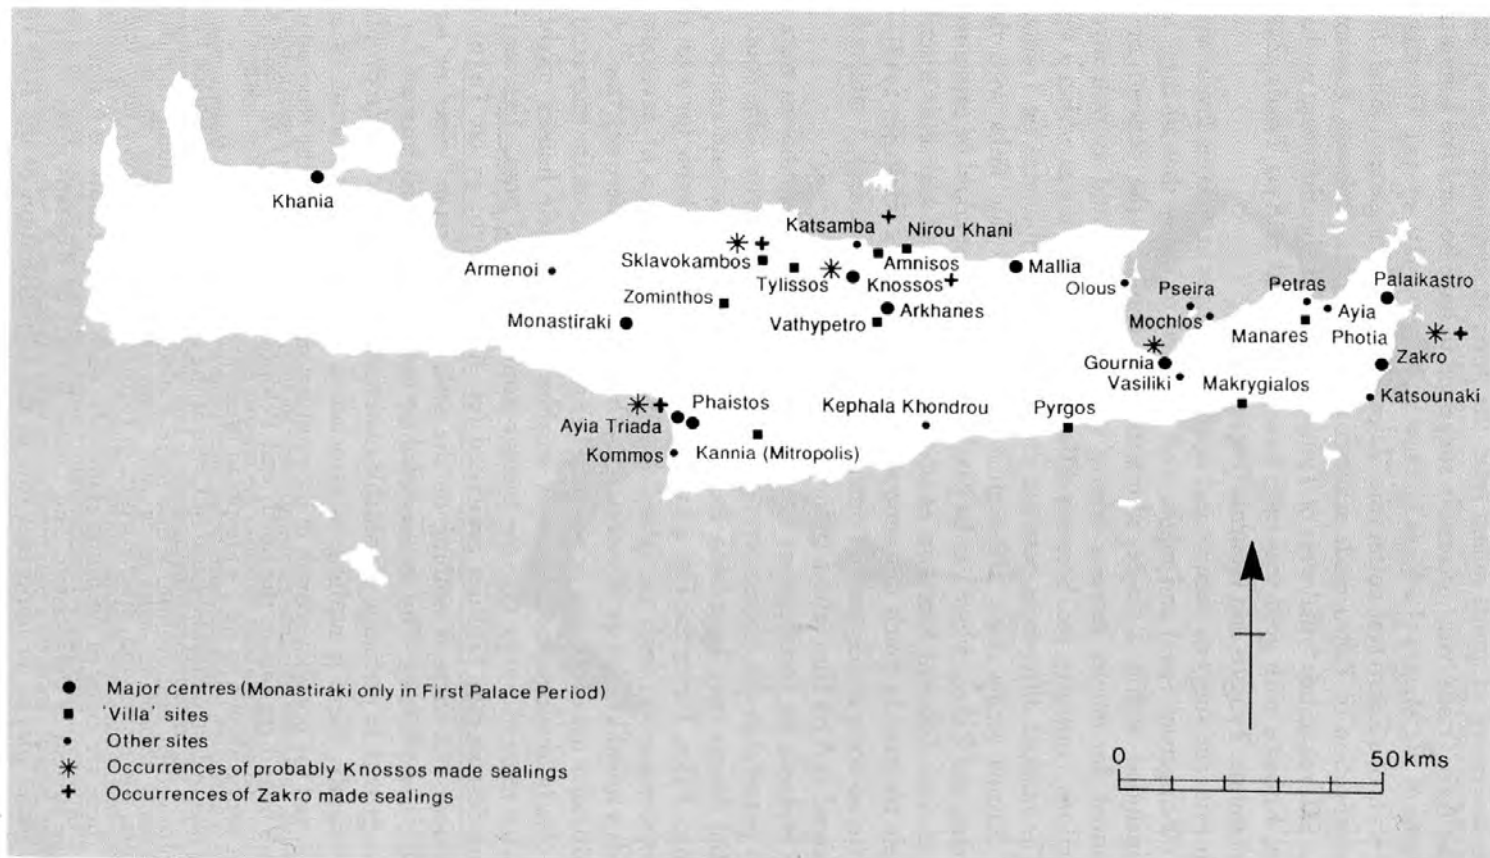 Khania
Katsamba
Nirou Khani
Armenoi
Sklavokambos
Amnisos
Mallia
Tylissos
Knossos
Olous
Pseira
Petras
Palaikastro
Zominthos
Arkhanes
Mochlos
Ayia
Photia
Monastiraki
Vathypetro
Manares
Gournia
Zakro
Vasiliki
Makrygialos
Katsounaki
Phaistos
Ayia Triada
Kephala Khondrou
Pyrgos
Kommos
Kannia (Mitropolis)
Major centres (Monastiraki only in First Palace Period)
'Villa' sites
Other sites
Occurrences of probably Knossos made sealings
Occurrences of Zakro made sealings
0 50 kms